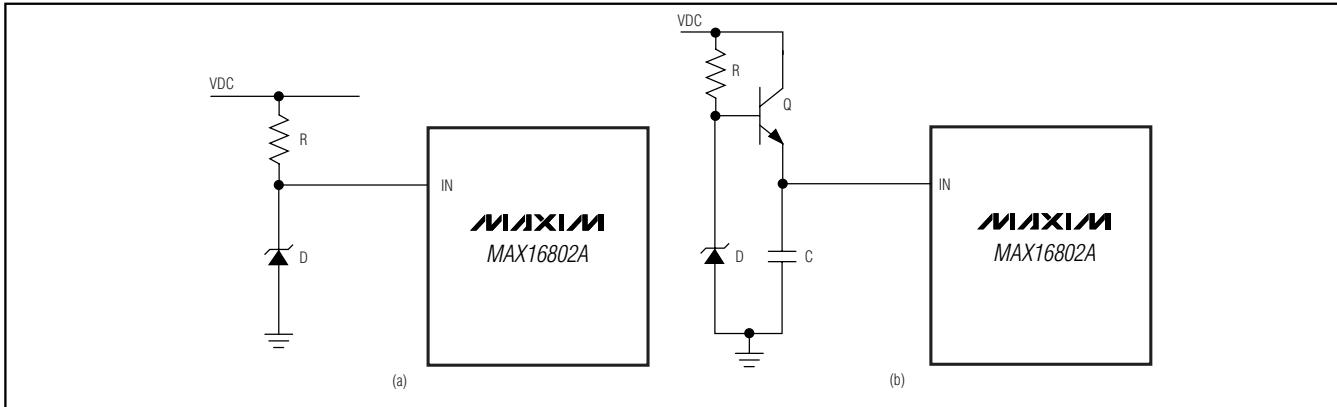 VDC
R
IN
D
MAXIM
MAX16802A
(a)
VDC
R
Q
IN
D
C
MAXIM
MAX16802A
(b)